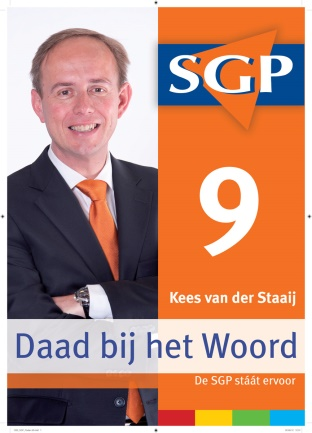 SGP
9
Kees van der Staaij
Daad bij het Woord
De SGP stáát ervoor